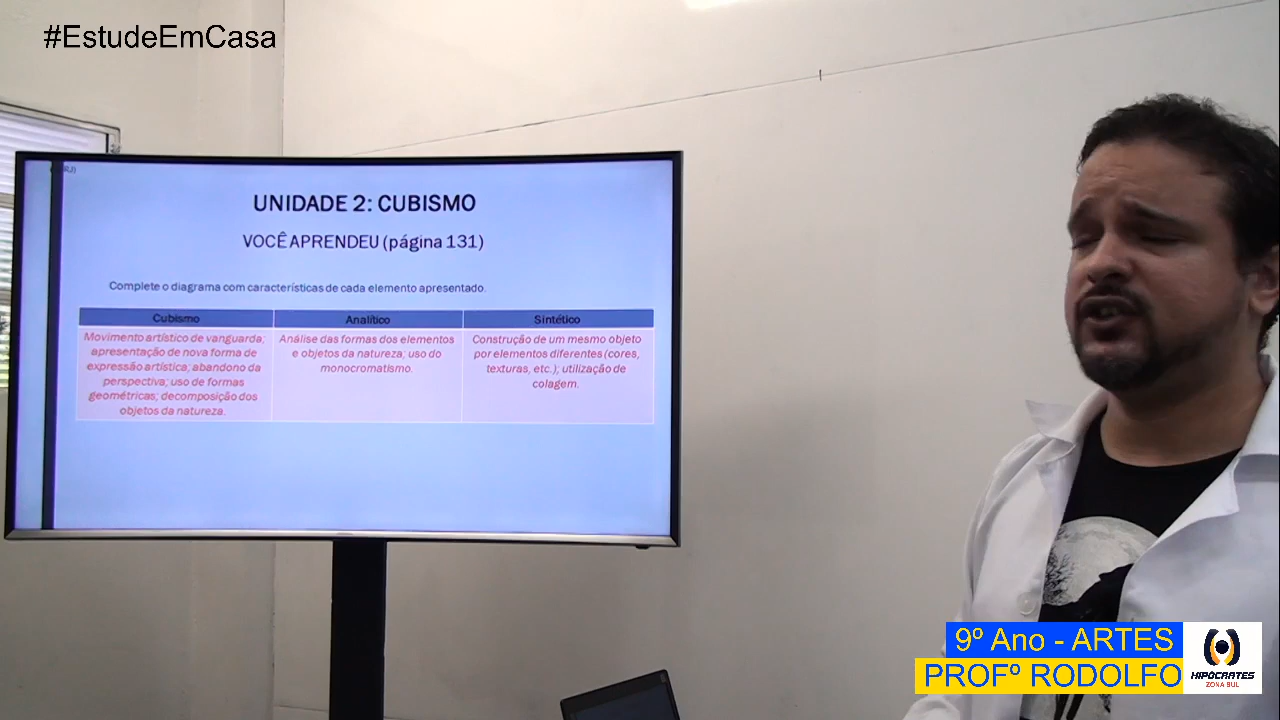 #EstudeEmCasa
UNIDADE 2: CUBISMO
VOCÊ APRENDEU (página 131)
Complete o diagrama com características de cada elemento apresentado.
Cubismo
Movimento artístico de vanguarda;
apresentação de nova forma de
expressão artística; abandono da
perspectiva; uso de formas
geométricas; decomposição dos
objetos da natureza.
Analítico
Análise das formas dos elementos
e objetos da natureza; uso do
monocromatismo.
Sintético
Construção de um mesmo objeto
por elementos diferentes (cores,
texturas, etc.); utilização de
colagem.
9º Ano - ARTES
PROFº RODOLFO
HIPÓCRATES
ZONA SUL